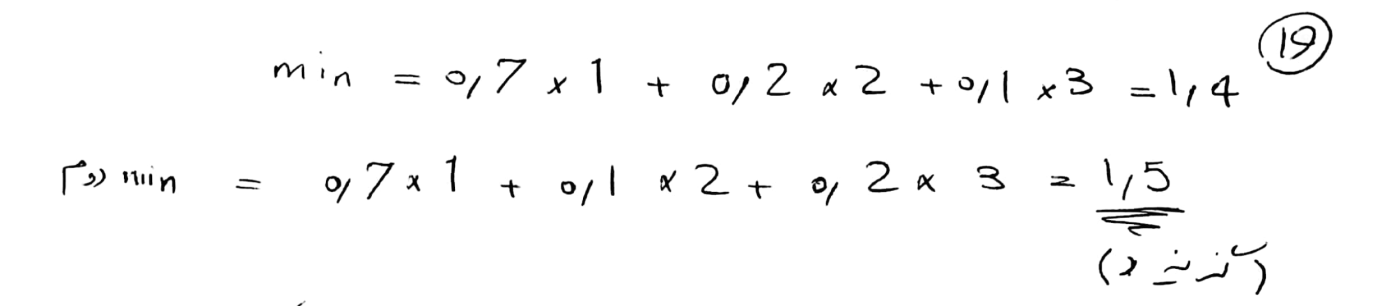 19
min = 0,7 × 1 + 0,2 × 2 + 0,1 × 3 = 1,4
min دوم = 0,7 × 1 + 0,1 × 2 + 0,2 × 3 = 1,5
(گزینه د)